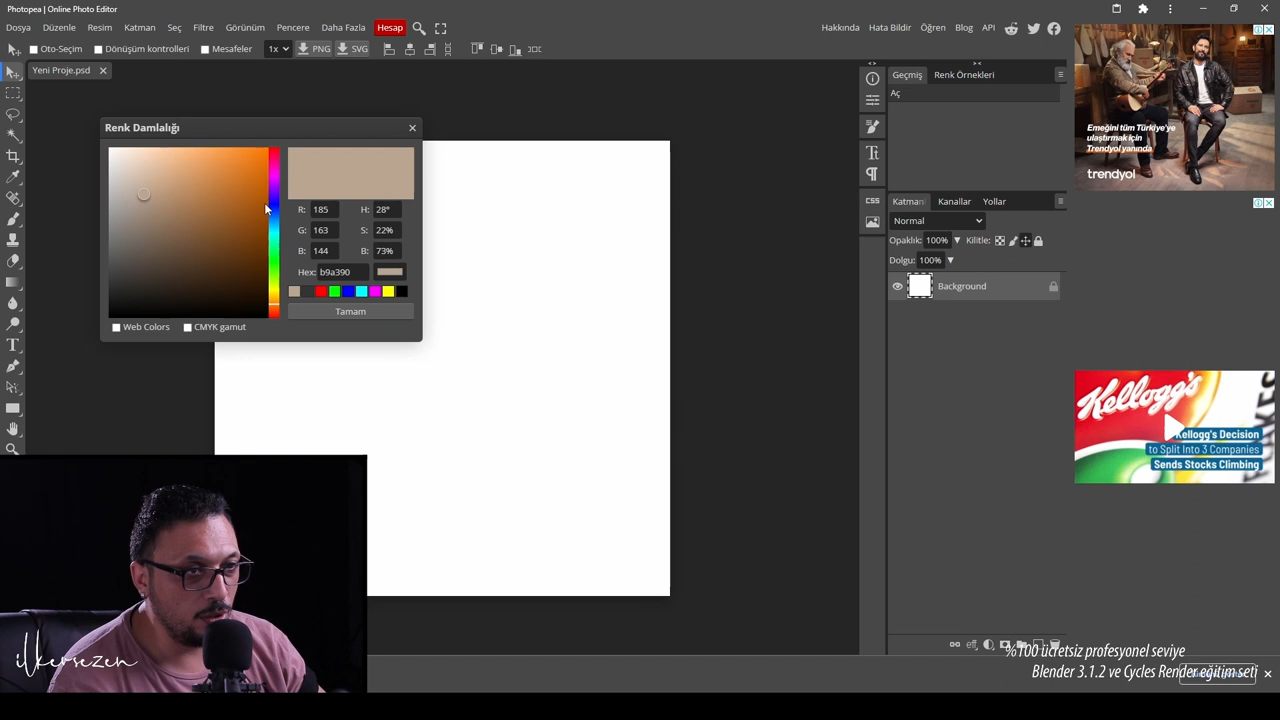 Photopea | Online Photo Editor
Dosya Düzenle Resim Katman Seç Filtre Görünüm Pencere Daha Fazla Hesap
Hakkında Hata Bildir Öğren Blog API
Oto-Seçim Dönüşüm kontrolleri Mesafeler 1x PNG SVG
Yeni Proje.psd
Renk Damlalığı
R: 185 H: 28°
G: 163 S: 22%
B: 144 B: 73%
Hex: b9a390
Tamam
Web Colors CMYK gamut
Geçmiş Renk Örnekleri
Aç
CSS
Katman Kanallar Yollar
Normal
Opaklık: 100% Kilitle:
Dolgu: 100%
Background
Emeğini tüm Türkiye'ye
ulaştırmak için
Trendyol yanında
trendyol
Kellogg's
Kellogg's Decision
to Split Into 3 Companies
Sends Stocks Climbing
eff
ilkersezen
%100 ücretsiz profesyonel seviye
Blender 3.1.2 ve Cycles Render eğitim seti